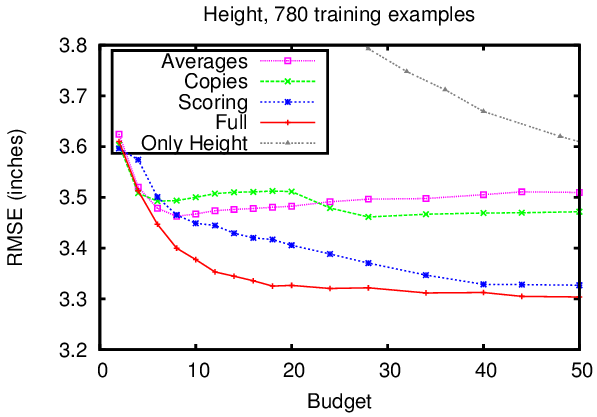 Height, 780 training examples
3.8
3.7
3.6
3.5
3.4
3.3
3.2
RMSE (inches)
Averages
Copies
Scoring
Full
Only Height
0 10 20 30 40 50
Budget